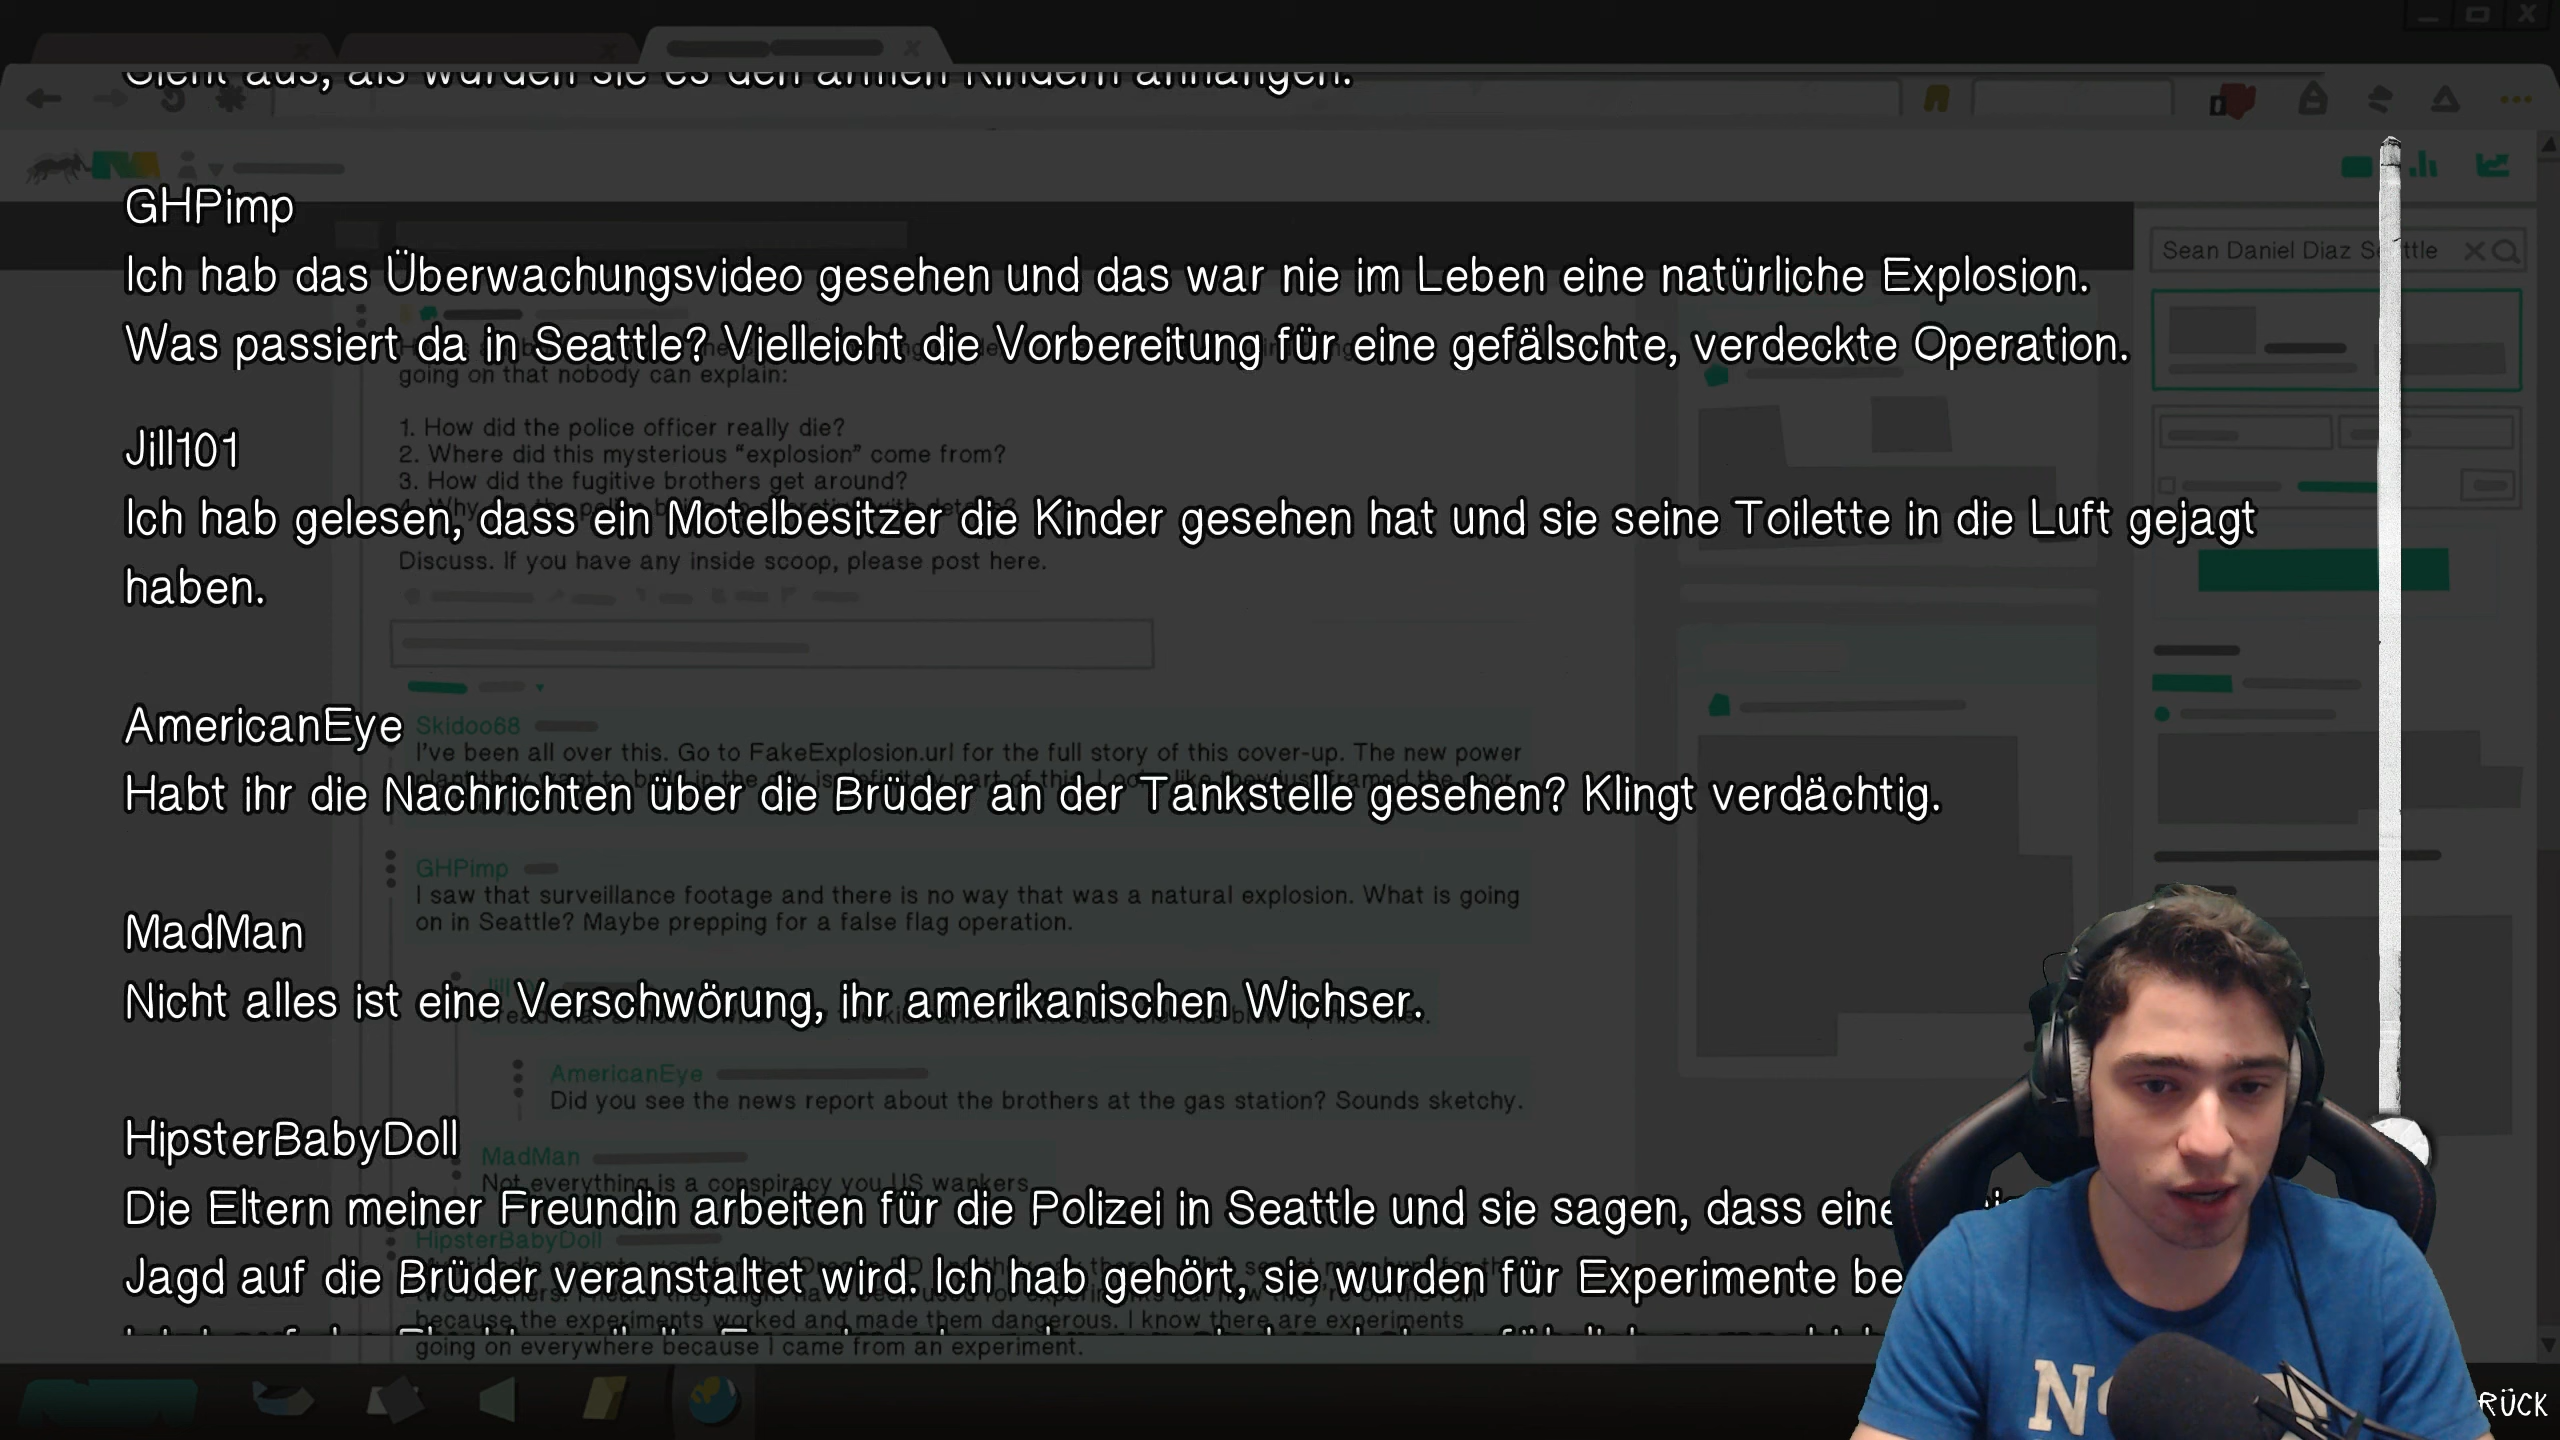 Sieht aus, als würden sie es den armen Kindern anhängen.
Sean Daniel Diaz Seattle
GHPimp
Ich hab das Überwachungsvideo gesehen und das war nie im Leben eine natürliche Explosion.
Was passiert da in Seattle? Vielleicht die Vorbereitung für eine gefälschte, verdeckte Operation.
going on that nobody can explain:
1. How did the police officer really die?
2. Where did this mysterious “explosion” come from?
3. How did the fugitive brothers get around?
Jill101
Ich hab gelesen, dass ein Motelbesitzer die Kinder gesehen hat und sie seine Toilette in die Luft gejagt
haben.
Discuss. If you have any inside scoop, please post here.
AmericanEye
Habt ihr die Nachrichten über die Brüder an der Tankstelle gesehen? Klingt verdächtig.
Skidoo68
I've been all over this. Go to FakeExplosion.url for the full story of this cover-up. The new power
GHPimp
I saw that surveillance footage and there is no way that was a natural explosion. What is going
on in Seattle? Maybe prepping for a false flag operation.
MadMan
Nicht alles ist eine Verschwörung, ihr amerikanischen Wichser.
AmericanEye
Did you see the news report about the brothers at the gas station? Sounds sketchy.
MadMan
Not everything is a conspiracy you US wankers
HipsterBabyDoll
Die Eltern meiner Freundin arbeiten für die Polizei in Seattle und sie sagen, dass eine
Jagd auf die Brüder veranstaltet wird. Ich hab gehört, sie wurden für Experimente
HipsterBabyDoll
because the experiments worked and made them dangerous. I know there are experiments
going on everywhere because I came from an experiment.
RÜCK